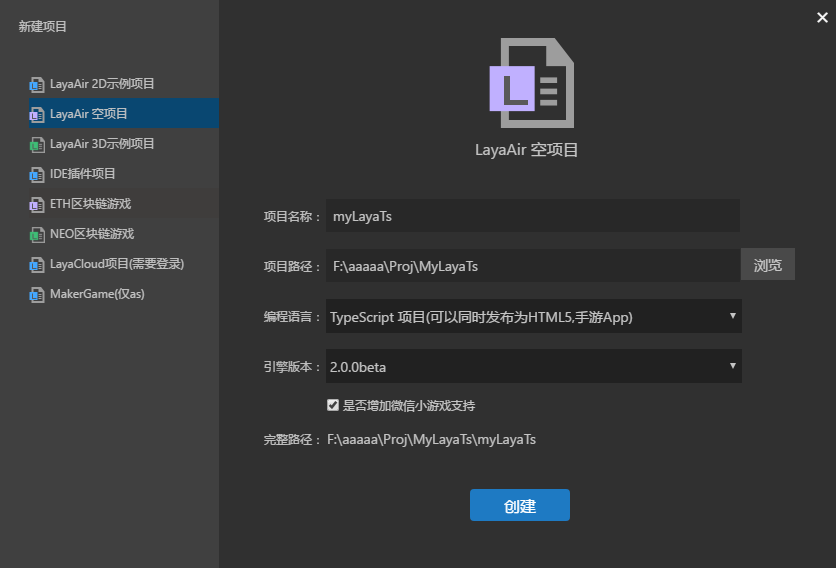 新建项目
LayaAir 2D示例项目
LayaAir 空项目
LayaAir 3D示例项目
IDE插件项目
ETH区块链游戏
NEO区块链游戏
LayaCloud项目(需要登录)
MakerGame(仅as)
L
LayaAir 空项目
项目名称： myLayaTs
项目路径： F:\aaaaa\Proj\MyLayaTs 浏览
编程语言： TypeScript 项目(可以同时发布为HTML5,手游App)
引擎版本： 2.0.0beta
是否增加微信小游戏支持
完整路径： F:\aaaaa\Proj\MyLayaTs\myLayaTs
创建